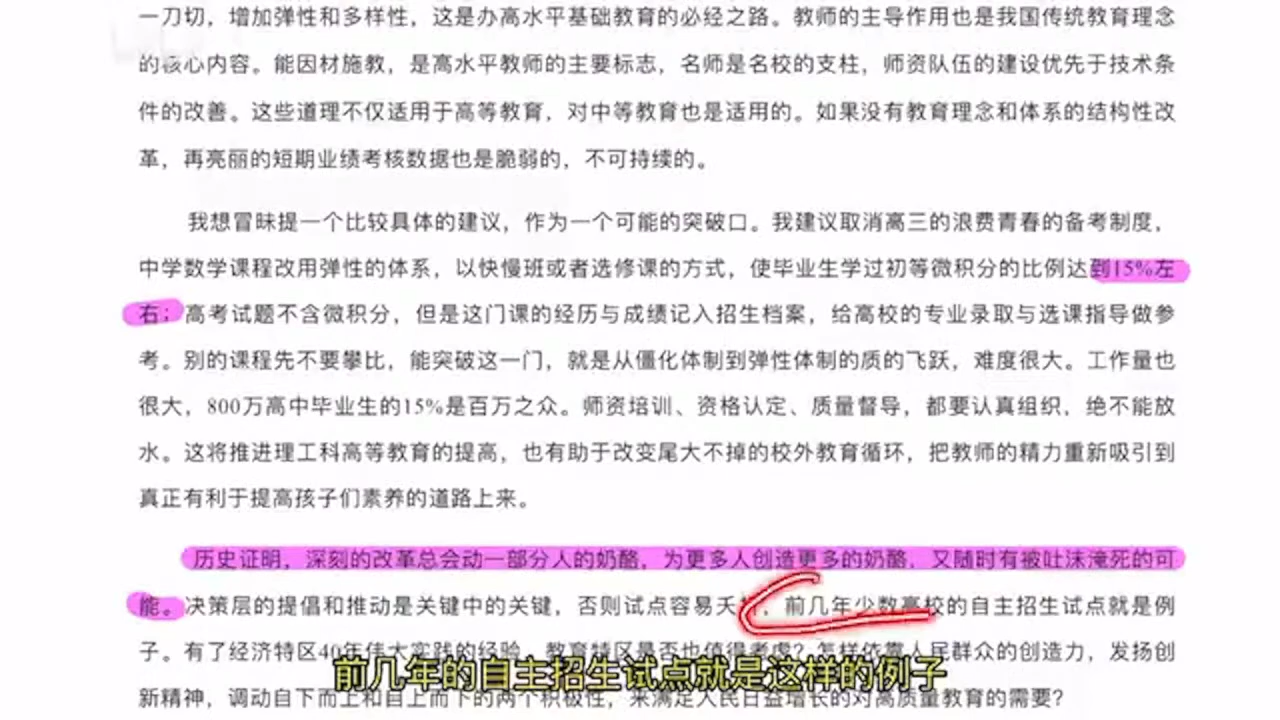 一刀切，增加弹性和多样性，这是办高水平基础教育的必经之路。教师的主导作用也是我国传统教育理念
的核心内容。能因材施教，是高水平教师的主要标志，名师是名校的支柱，师资队伍的建设优先于技术条
件的改善。这些道理不仅适用于高等教育，对中等教育也是适用的。如果没有教育理念和体系的结构性改
革，再亮丽的短期业绩考核数据也是脆弱的，不可持续的。
我想冒昧提一个比较具体的建议，作为一个可能的突破口。我建议取消高三的浪费青春的备考制度，
中学数学课程改用弹性的体系，以快慢班或者选修课的方式，使毕业生学过初等微积分的比例达到15%左
右；高考试题不含微积分，但是这门课的经历与成绩记入招生档案，给高校的专业录取与选课指导做参
考。别的课程先不要攀比，能突破这一门，就是从僵化体制到弹性体制的质的飞跃，难度很大。工作量也
很大，800万高中毕业生的15%是百万之众。师资培训、资格认定、质量督导，都要认真组织，绝不能放
水。这将推进理工科高等教育的提高，也有助于改变尾大不掉的校外教育循环，把教师的精力重新吸引到
真正有利于提高孩子们素养的道路上来。
历史证明，深刻的改革总会动一部分人的奶酪，为更多人创造更多的奶酪，又随时有被吐沫淹死的可
能。决策层的提倡和推动是关键中的关键，否则试点容易夭，前几年少数高校的自主招生试点就是例
子。有了经济特区40年伟大实践的经验，教育特区是否也值得考虑？怎样依靠人民群众的创造力，发扬创
新精神，调动自下而上和自上而下的两个积极性，来满足人民日益增长的对高质量教育的需要？
前几年的自主招生试点就是这样的例子